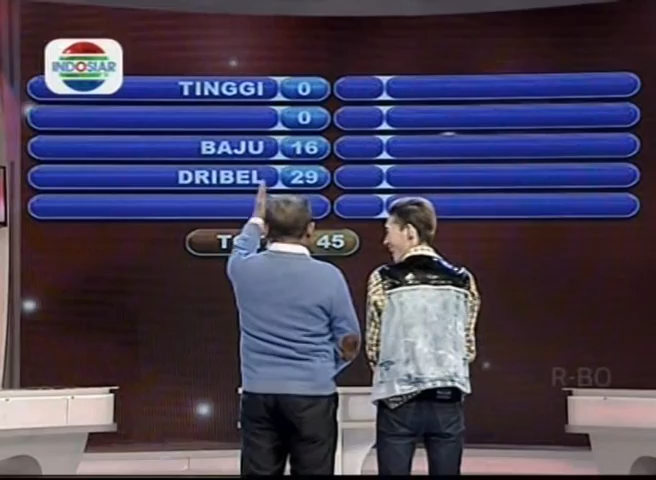 INDOSIAR
TINGGI 0
0
BAJU 16
DRIBEL 29
45
R-BO